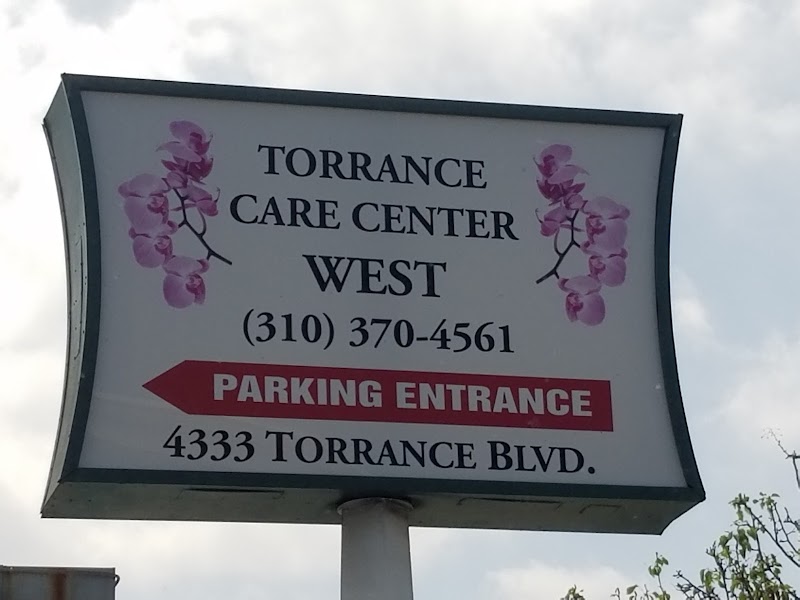 TORRANCE
CARE CENTER
WEST
(310) 370-4561
PARKING ENTRANCE
4333 TORRANCE BLVD.